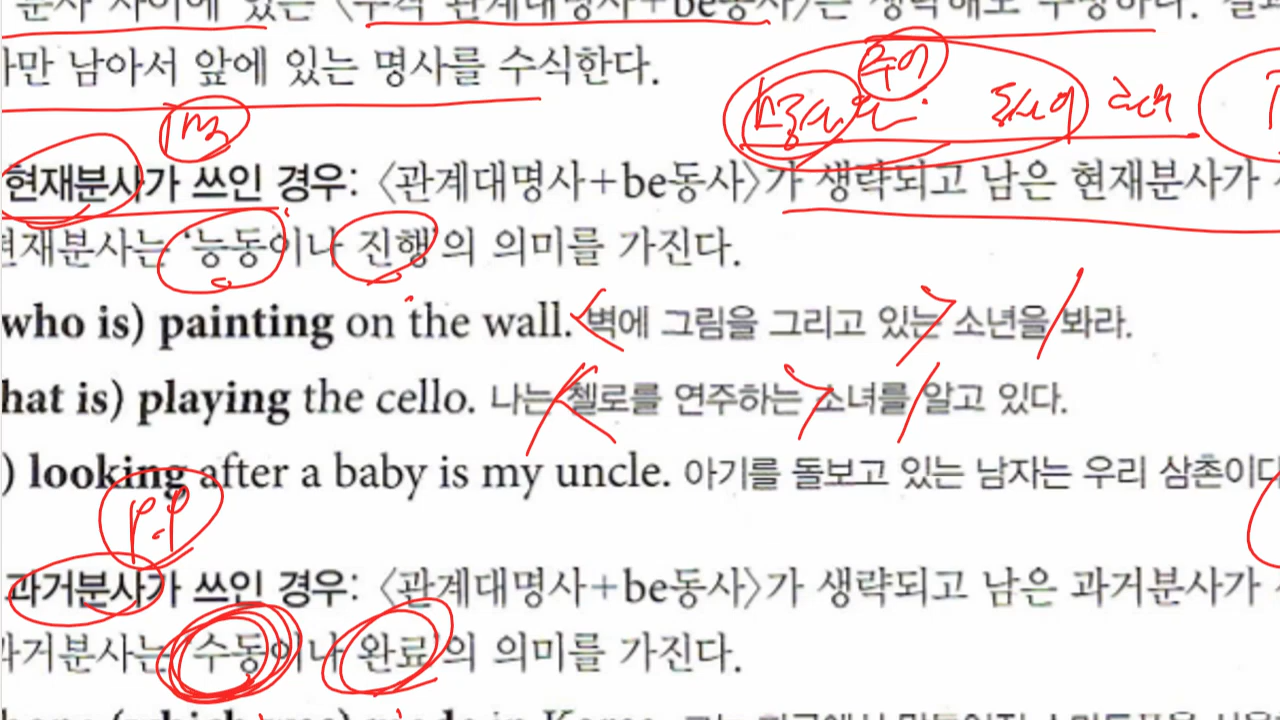 분사 사이에 있는 〈주격 관계대명사+be동사〉는 생략해도 무방하다.
만 남아서 앞에 있는 명사를 수식한다.
주어
ing
현재분사가 쓰인 경우: 〈관계대명사+be동사〉가 생략되고 남은 현재분사가
현재분사는 '능동'이나 '진행'의 의미를 가진다.
who is) painting on the wall. 벽에 그림을 그리고 있는 소년을 봐라.
hat is) playing the cello. 나는 첼로를 연주하는 소녀를 알고 있다.
) looking after a baby is my uncle. 아기를 돌보고 있는 남자는 우리 삼촌이다
p.p
과거분사가 쓰인 경우: 〈관계대명사+be동사〉가 생략되고 남은 과거분사가
과거분사는 '수동'이나 '완료'의 의미를 가진다.
(which was) made in Korea.